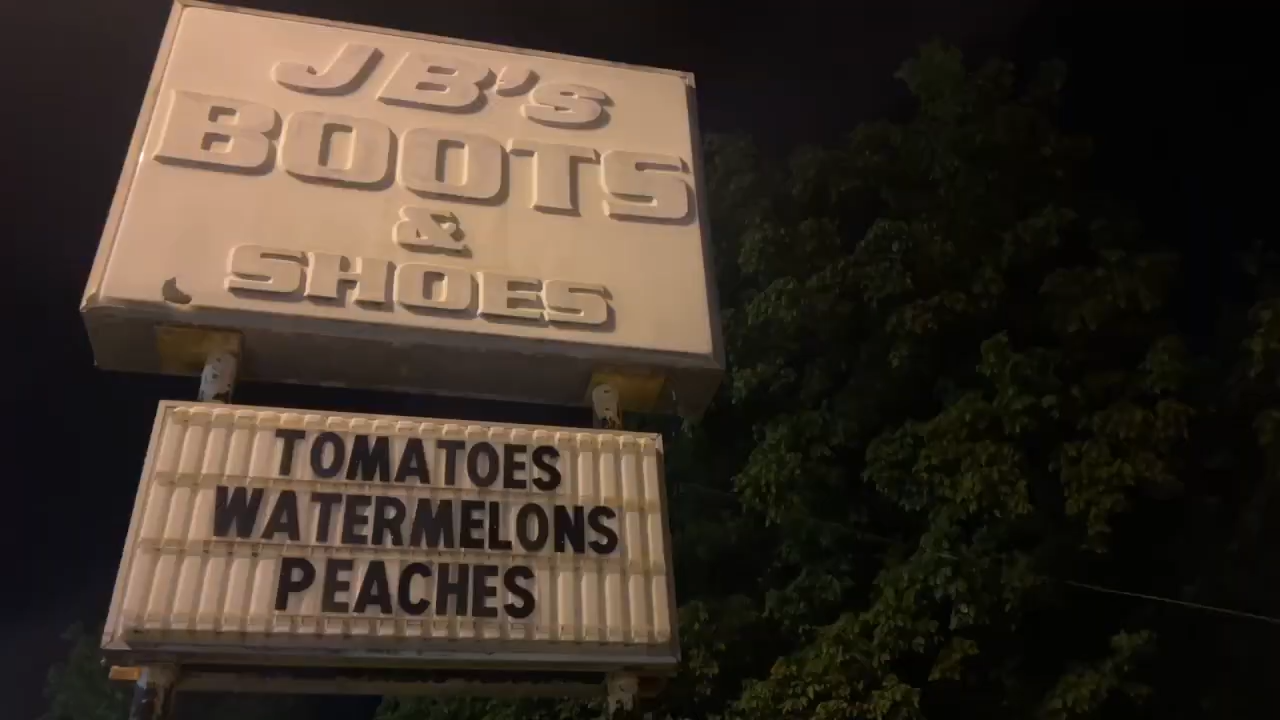 JB's
BOOTS
&
SHOES
TOMATOES
WATERMELONS
PEACHES